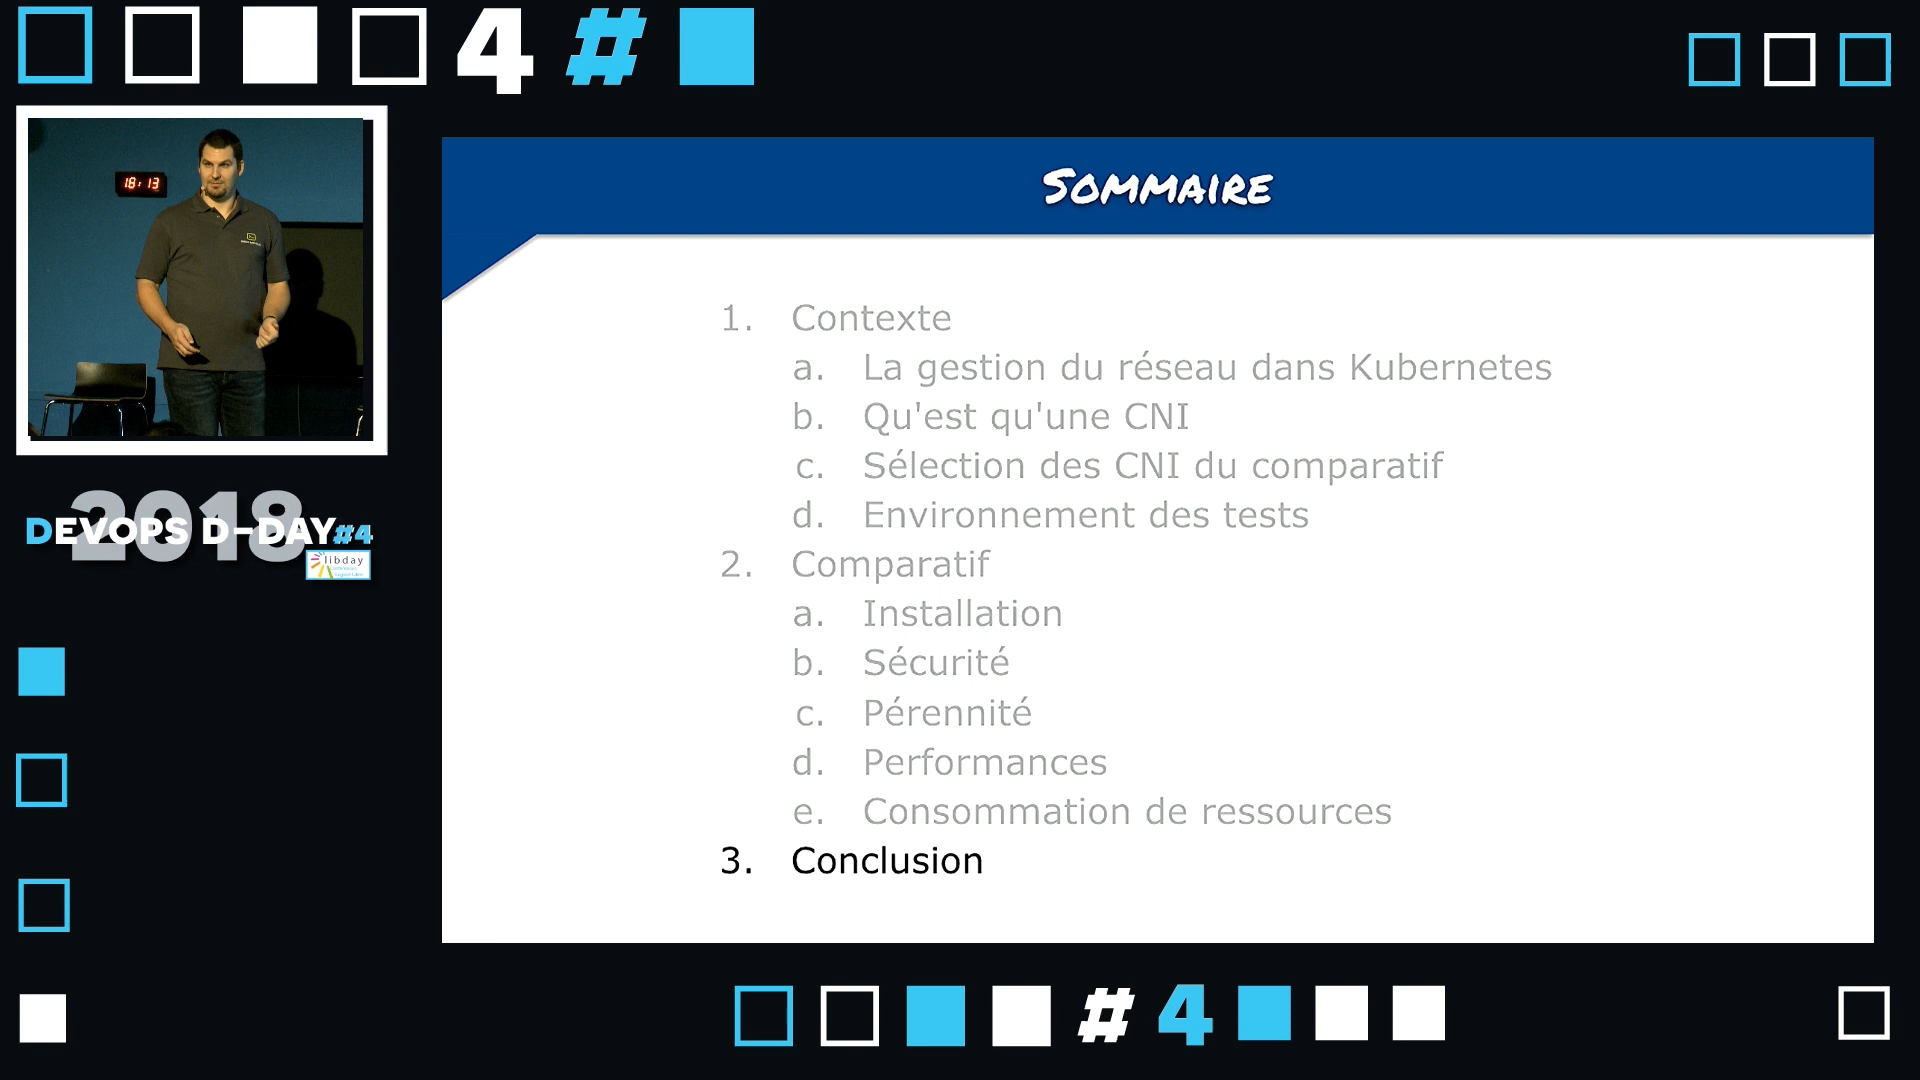 4 #
18:13
2018
DEVOPS D-DAY#4
libday
Sommaire
1. Contexte
a. La gestion du réseau dans Kubernetes
b. Qu'est qu'une CNI
c. Sélection des CNI du comparatif
d. Environnement des tests
2. Comparatif
a. Installation
b. Sécurité
c. Pérennité
d. Performances
e. Consommation de ressources
3. Conclusion
# 4